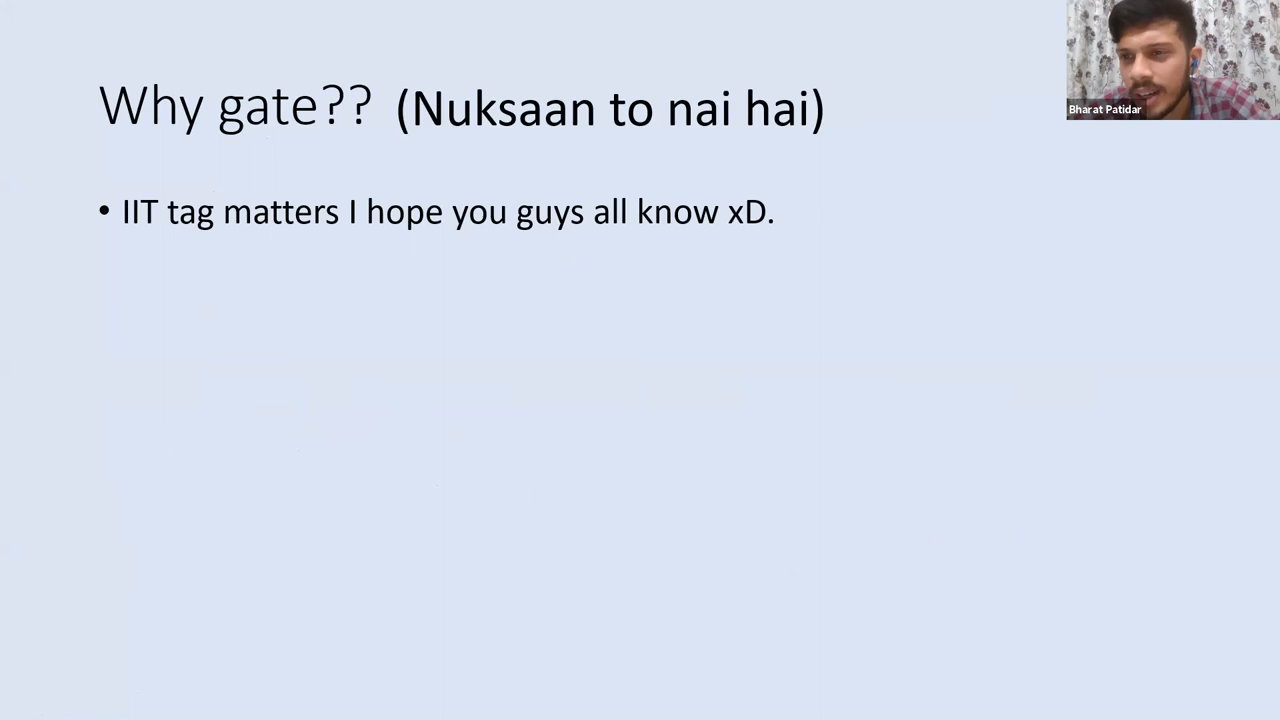 Why gate?? (Nuksaan to nai hai)
• IIT tag matters I hope you guys all know xD.
Bharat Patidar